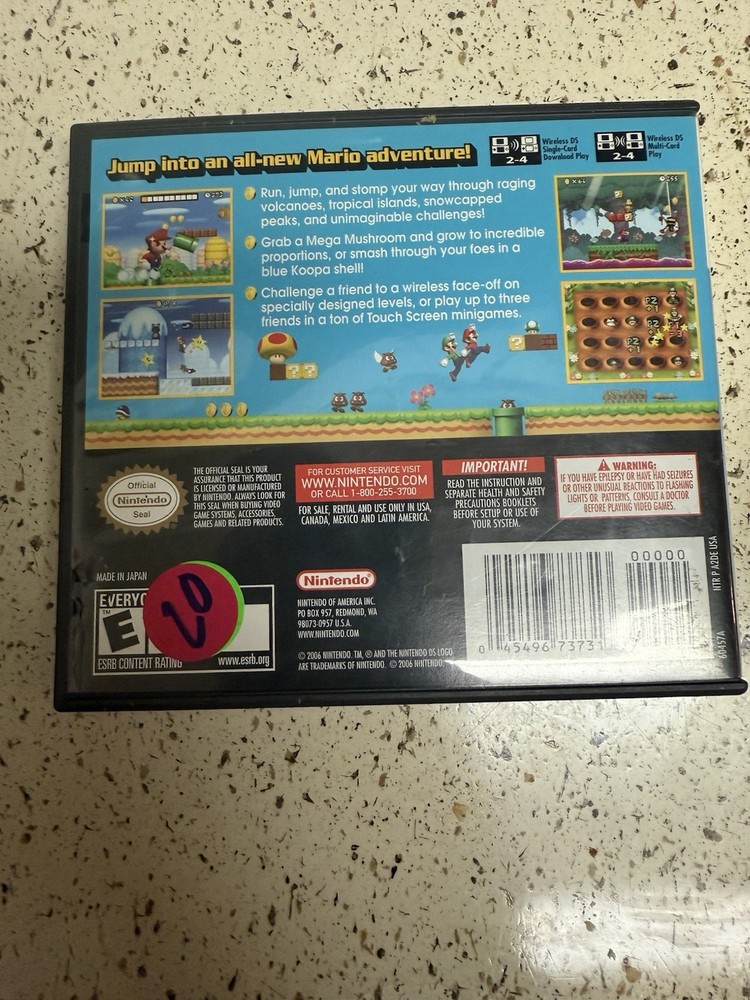 Jump into an all-new Mario adventure!
2-4
Wireless DS
Single-Card
Download Play
2-4
Wireless DS
Multi-Card
Play
Run, jump, and stomp your way through raging
volcanoes, tropical islands, snowcapped
peaks, and unimaginable challenges!
Grab a Mega Mushroom and grow to incredible
proportions, or smash through your foes in a
blue Koopa shell!
Challenge a friend to a wireless face-off on
specially designed levels, or play up to three
friends in a ton of Touch Screen minigames.
Official
Nintendo
Seal
THE OFFICIAL SEAL IS YOUR
ASSURANCE THAT THIS PRODUCT
IS LICENSED OR MANUFACTURED
BY NINTENDO. ALWAYS LOOK FOR
THIS SEAL WHEN BUYING VIDEO
GAME SYSTEMS, ACCESSORIES,
GAMES AND RELATED PRODUCTS.
FOR CUSTOMER SERVICE VISIT
WWW.NINTENDO.COM
OR CALL 1-800-255-3700
FOR SALE, RENTAL AND USE ONLY IN USA,
CANADA, MEXICO AND LATIN AMERICA.
IMPORTANT!
READ THE INSTRUCTION AND
SEPARATE HEALTH AND SAFETY
PRECAUTIONS BOOKLETS
BEFORE SETUP OR USE OF
YOUR SYSTEM.
WARNING:
IF YOU HAVE EPILEPSY OR HAVE HAD SEIZURES
OR OTHER UNUSUAL REACTIONS TO FLASHING
LIGHTS OR PATTERNS, CONSULT A DOCTOR
BEFORE PLAYING VIDEO GAMES.
MADE IN JAPAN
EVERYO
E
TM
20
ESRB CONTENT RATING
www.esrb.org
Nintendo
NINTENDO OF AMERICA INC.
PO BOX 957, REDMOND, WA
98073-0957 U.S.A.
WWW.NINTENDO.COM
© 2006 NINTENDO. TM, ® AND THE NINTENDO DS LOGO
ARE TRADEMARKS OF NINTENDO. © 2006 NINTENDO.
00000
0 45496 7373
NTR P A2DE USA
60457A